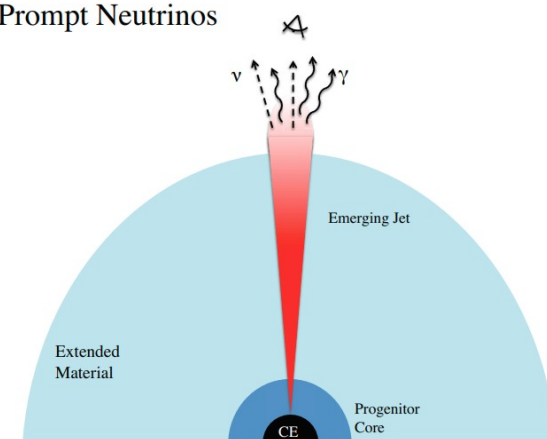 Prompt Neutrinos
ν
γ
Emerging Jet
Extended
Material
Progenitor
Core
CE